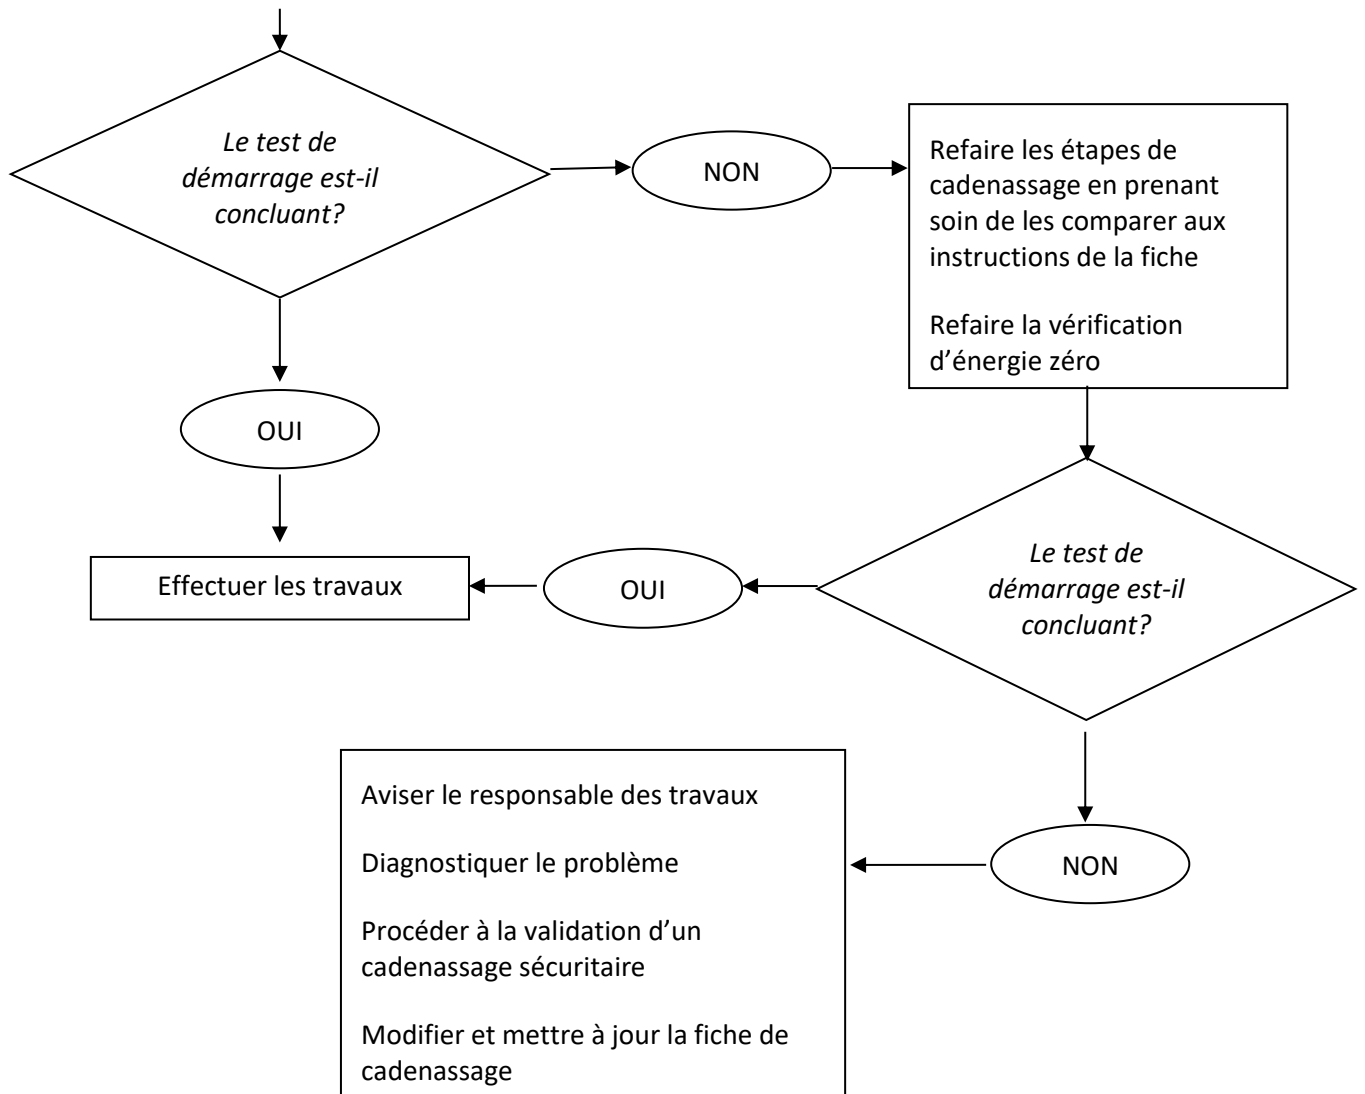 Le test de
démarrage est-il
concluant?
NON
Refaire les étapes de
cadenassage en prenant
soin de les comparer aux
instructions de la fiche
Refaire la vérification
d’énergie zéro
OUI
Effectuer les travaux
OUI
Le test de
démarrage est-il
concluant?
NON
Aviser le responsable des travaux
Diagnostiquer le problème
Procéder à la validation d’un
cadenassage sécuritaire
Modifier et mettre à jour la fiche de
cadenassage